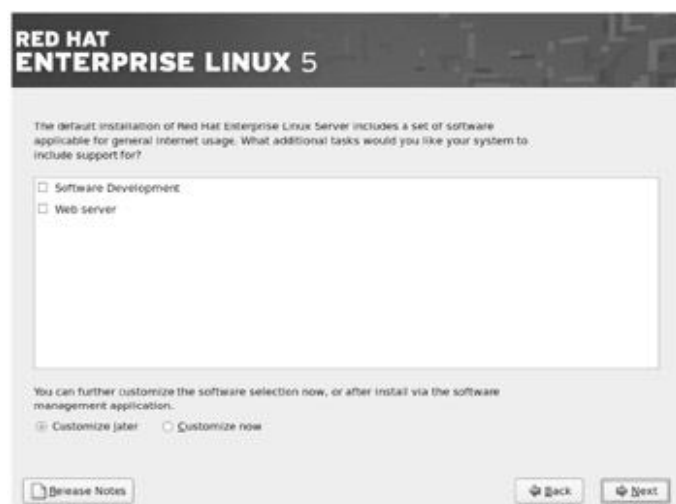 RED HAT
ENTERPRISE LINUX 5
The default installation of Red Hat Enterprise Linux Server includes a set of software
applicable for general internet usage. What additional tasks would you like your system to
include support for?
Software Development
Web server
You can further customize the software selection now, or after install via the software
management application.
Customize later Customize now
Release Notes Back Next